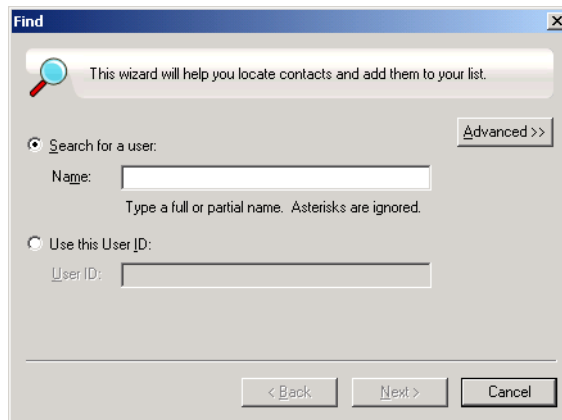 Find
This wizard will help you locate contacts and add them to your list.
Advanced >>
Search for a user:
Name:
Type a full or partial name. Asterisks are ignored.
Use this User ID:
User ID:
< Back
Next >
Cancel